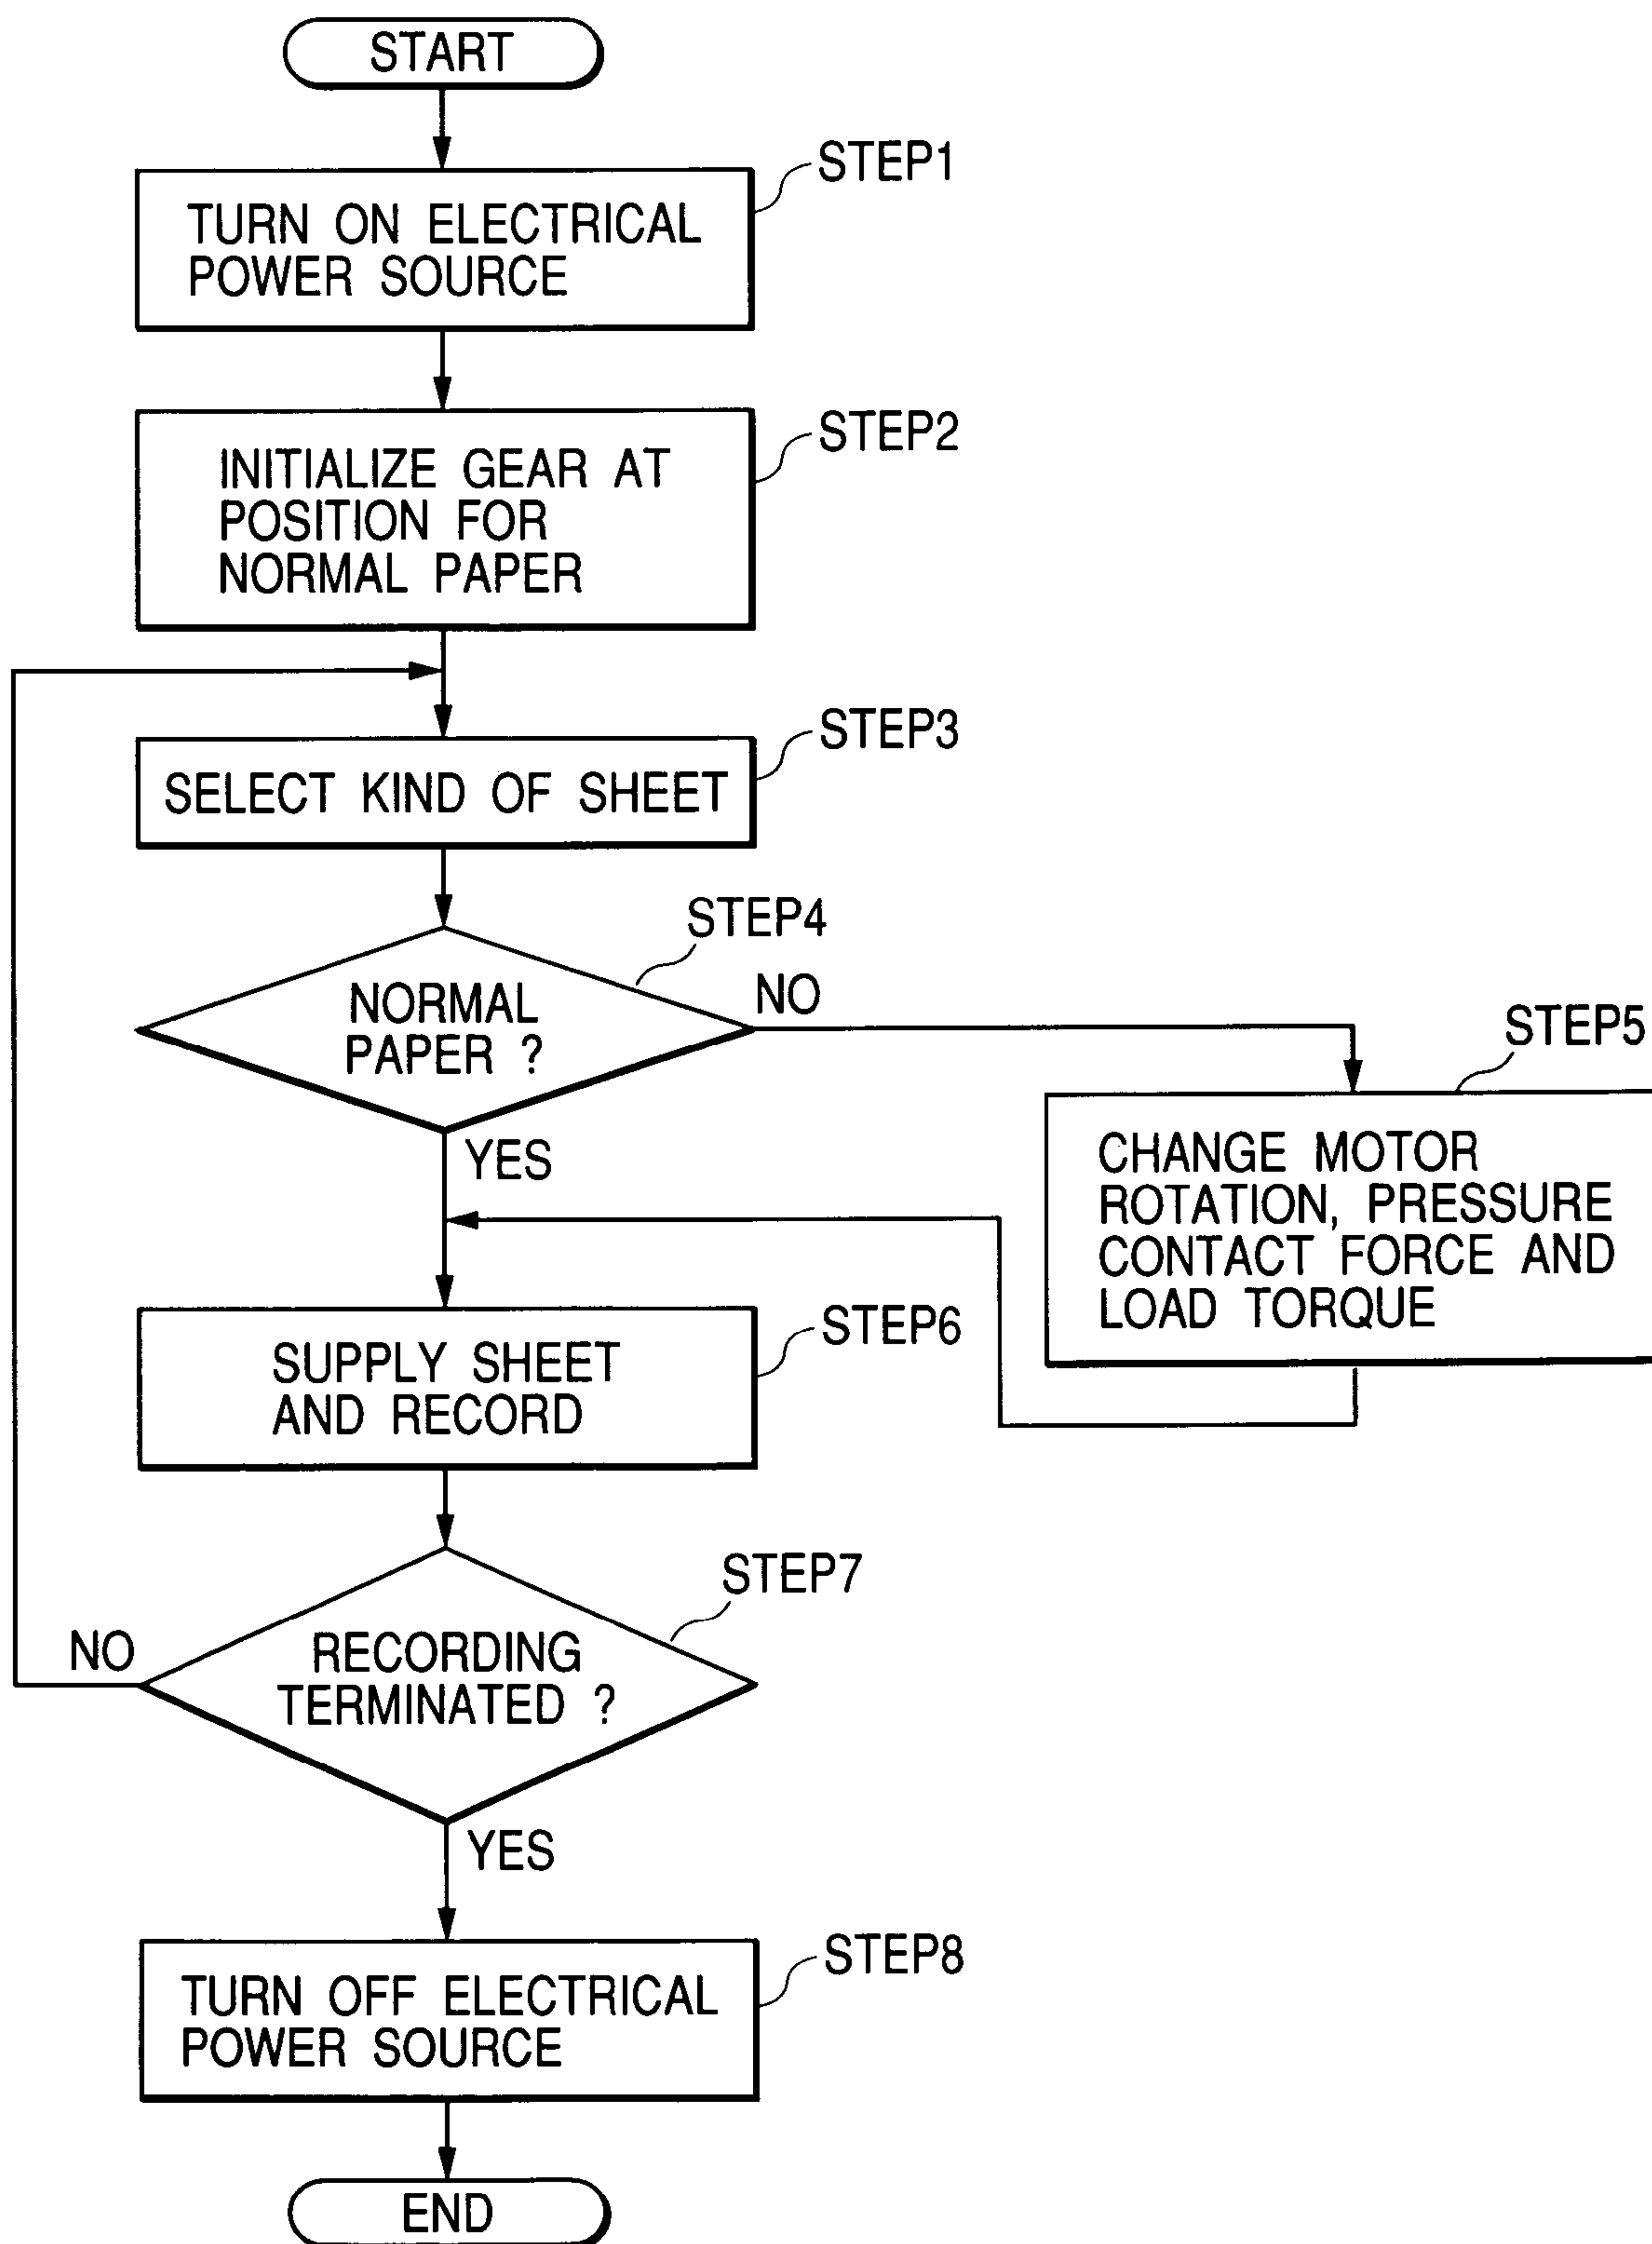 START
STEP1
TURN ON ELECTRICAL
POWER SOURCE
STEP2
INITIALIZE GEAR AT
POSITION FOR
NORMAL PAPER
STEP3
SELECT KIND OF SHEET
STEP4
NORMAL
PAPER ?
NO
YES
STEP5
CHANGE MOTOR
ROTATION, PRESSURE
CONTACT FORCE AND
LOAD TORQUE
STEP6
SUPPLY SHEET
AND RECORD
STEP7
RECORDING
TERMINATED ?
NO
YES
STEP8
TURN OFF ELECTRICAL
POWER SOURCE
END